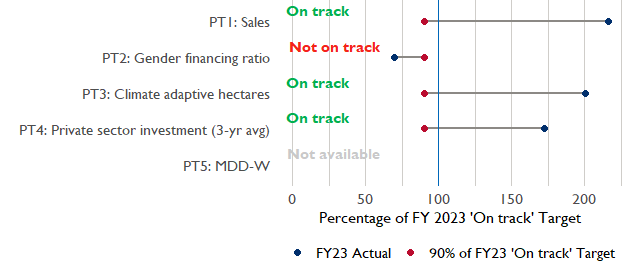 On track
PT1: Sales
Not on track
PT2: Gender financing ratio
On track
PT3: Climate adaptive hectares
On track
PT4: Private sector investment (3-yr avg)
Not available
PT5: MDD-W
0 50 100 150 200
Percentage of FY 2023 'On track' Target
FY23 Actual 90% of FY23 'On track' Target